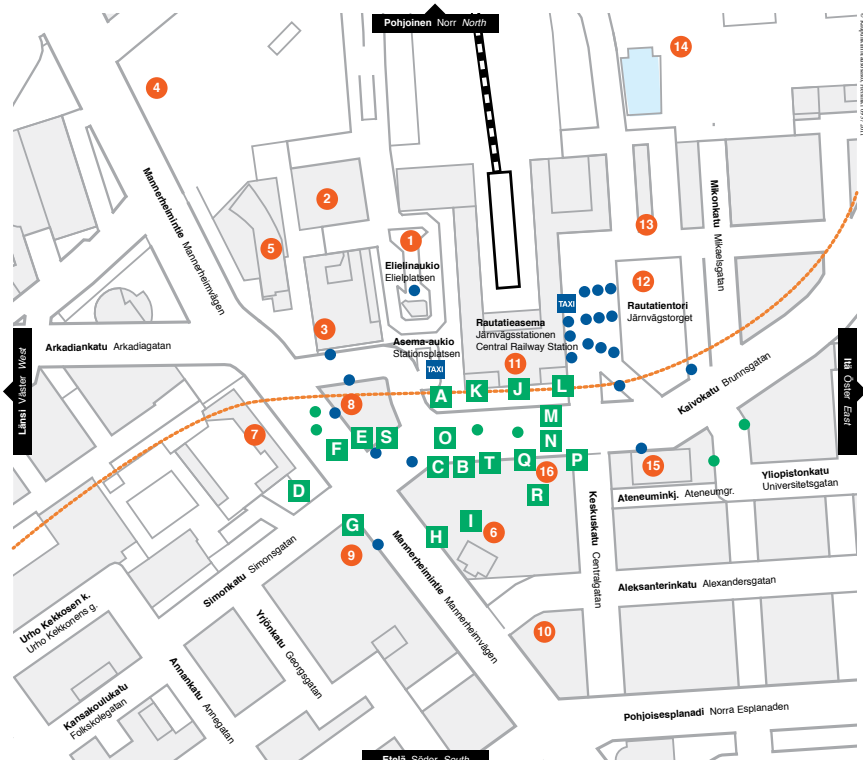 Pohjoinen Norr North
14
4
Mannerheimintie Mannerheimvägen
2
Mikonkatu Mikaelsgatan
13
5
1
Elielinaukio
Elielplatsen
12
TAXI
Rautatientori
Järnvägstorget
3
Asema-aukio
Stationsplatsen
Rautatieasema
Järnvägsstationen
Central Railway Station
11
Arkadiankatu Arkadiagatan
Länsi Väster West
Itä Öster East
TAXI
Kaivokatu Brunnsgatan
A
K
J
L
8
M
7
F
E
S
O
N
C
B
T
Q
16
P
15
Yliopistonkatu
Universitetsgatan
D
R
Ateneuminkj. Ateneumgr.
G
I
H
6
9
Mannerheimintie Mannerheimvägen
Keskuskatu Centralgatan
Simonkatu Simonsgatan
Aleksanterinkatu Alexandersgatan
Urho Kekkosen k.
Urho Kekkonens g.
Yrjönkatu Georgsgatan
10
Annankatu Annegatan
Kansakoulukatu
Folkskolegatan
Pohjoisesplanadi Norra Esplanaden
Etelä Söder South